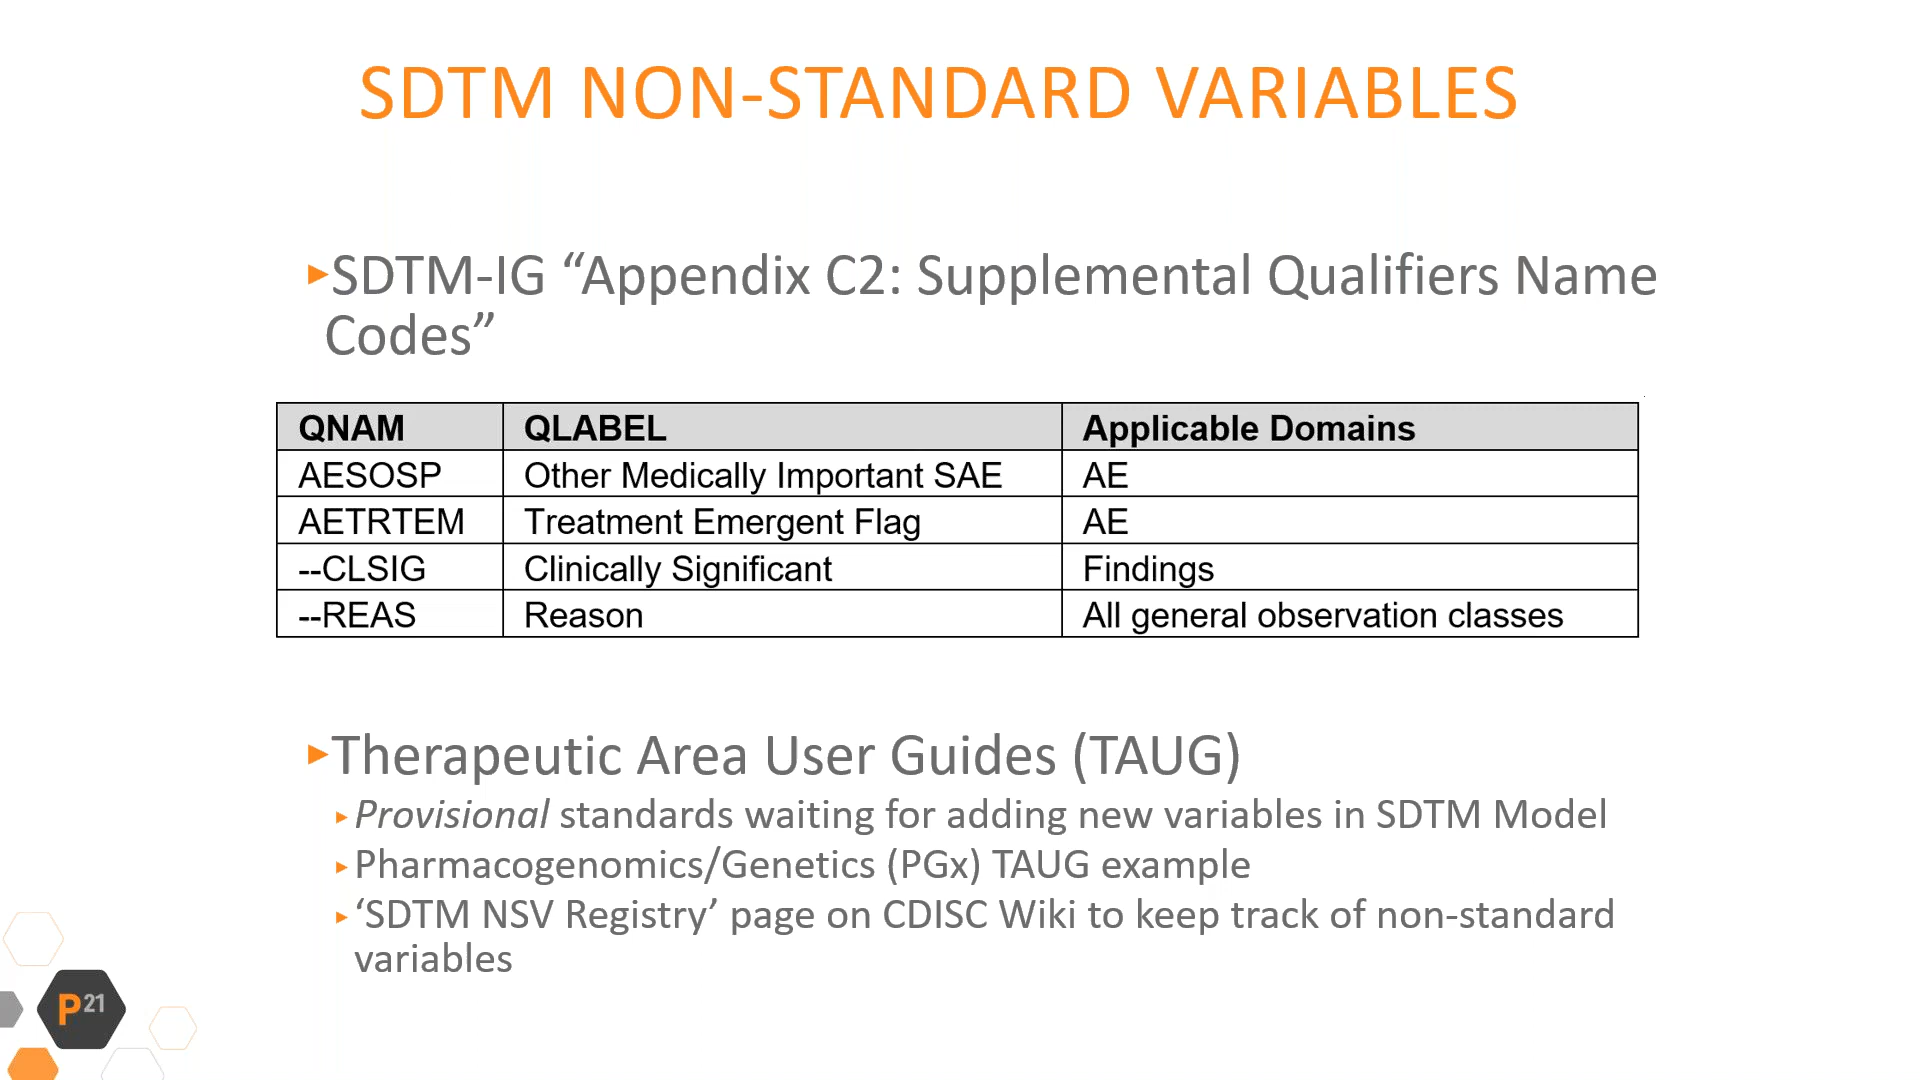 SDTM NON-STANDARD VARIABLES
▸SDTM-IG “Appendix C2: Supplemental Qualifiers Name
Codes”
QNAM QLABEL Applicable Domains
AESOSP Other Medically Important SAE AE
AETRTEM Treatment Emergent Flag AE
--CLSIG Clinically Significant Findings
--REAS Reason All general observation classes
▸Therapeutic Area User Guides (TAUG)
▸Provisional standards waiting for adding new variables in SDTM Model
▸Pharmacogenomics/Genetics (PGx) TAUG example
▸‘SDTM NSV Registry’ page on CDISC Wiki to keep track of non-standard
variables
P21